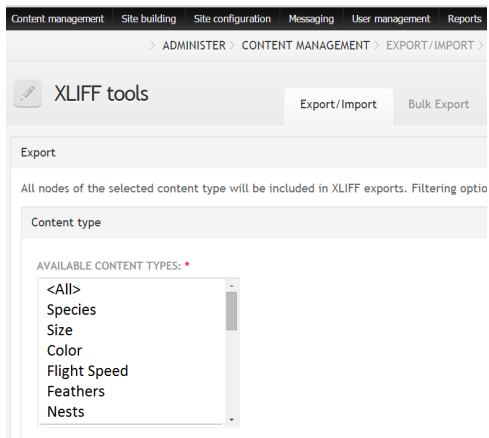 Content management Site building Site configuration Messaging User management Reports
> ADMINISTER > CONTENT MANAGEMENT > EXPORT/IMPORT >
XLIFF tools
Export/Import Bulk Export
Export
All nodes of the selected content type will be included in XLIFF exports. Filtering optio
Content type
AVAILABLE CONTENT TYPES: *
<All>
Species
Size
Color
Flight Speed
Feathers
Nests